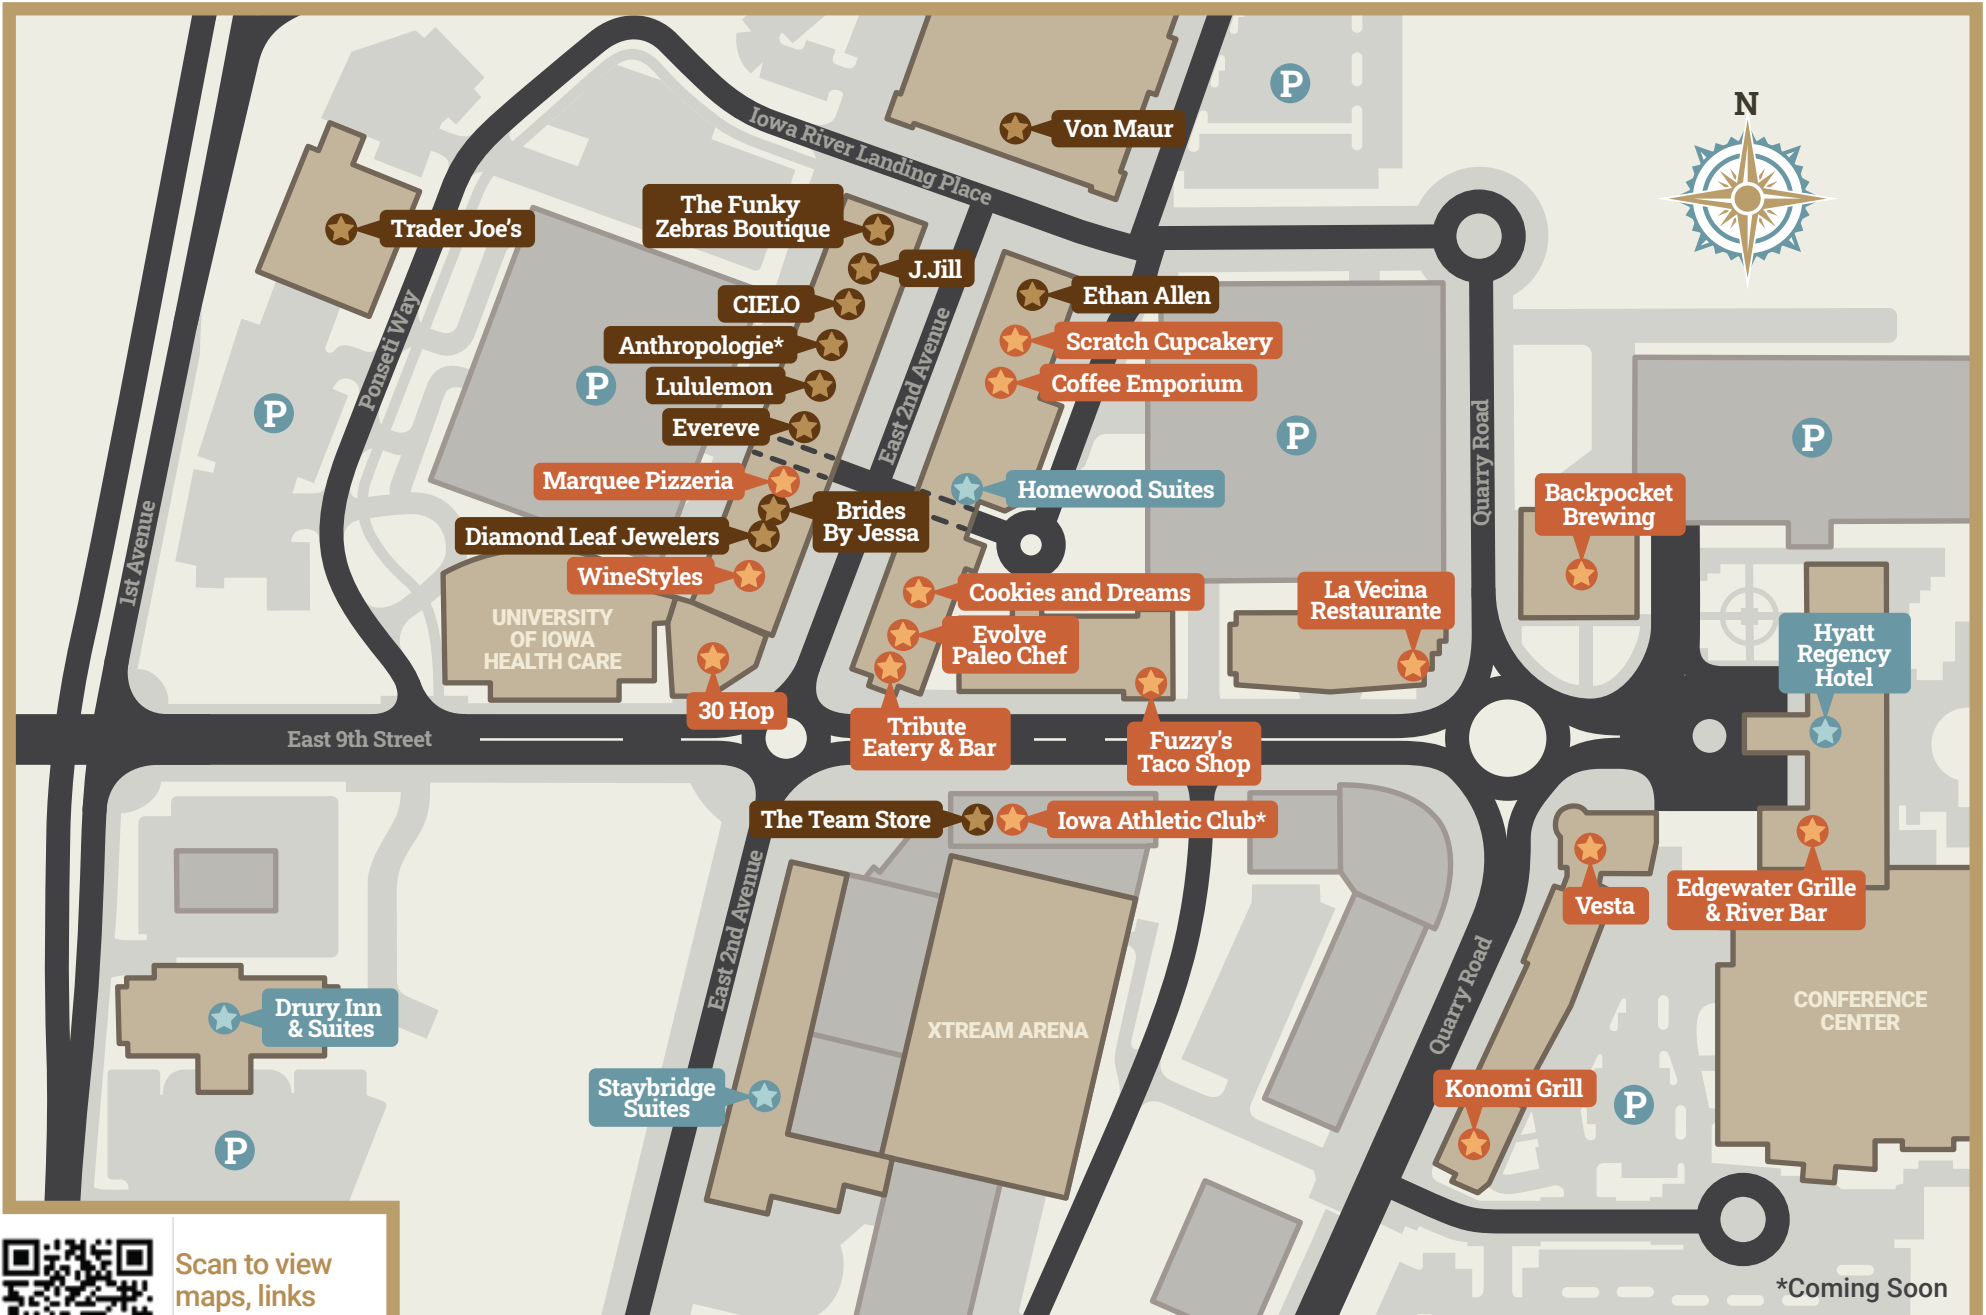 N
P
Iowa River Landing Place
Von Maur
The Funky
Zebras Boutique
Trader Joe's
J.Jill
CIELO
Ethan Allen
Anthropologie*
Scratch Cupcakery
Lululemon
Coffee Emporium
Evereve
Ponseti Way
East 2nd Avenue
P
P
P
P
Quarry Road
Marquee Pizzeria
Homewood Suites
Backpocket
Brewing
Brides
By Jessa
Diamond Leaf Jewelers
1st Avenue
WineStyles
Cookies and Dreams
La Vecina
Restaurante
UNIVERSITY
OF IOWA
HEALTH CARE
Evolve
Paleo Chef
Hyatt
Regency
Hotel
30 Hop
Tribute
Eatery & Bar
Fuzzy's
Taco Shop
East 9th Street
The Team Store
Iowa Athletic Club*
Vesta
Edgewater Grille
& River Bar
East 2nd Avenue
Quarry Road
Drury Inn
& Suites
XTREAM ARENA
CONFERENCE
CENTER
Staybridge
Suites
Konomi Grill
P
P
Scan to view
maps, links
*Coming Soon